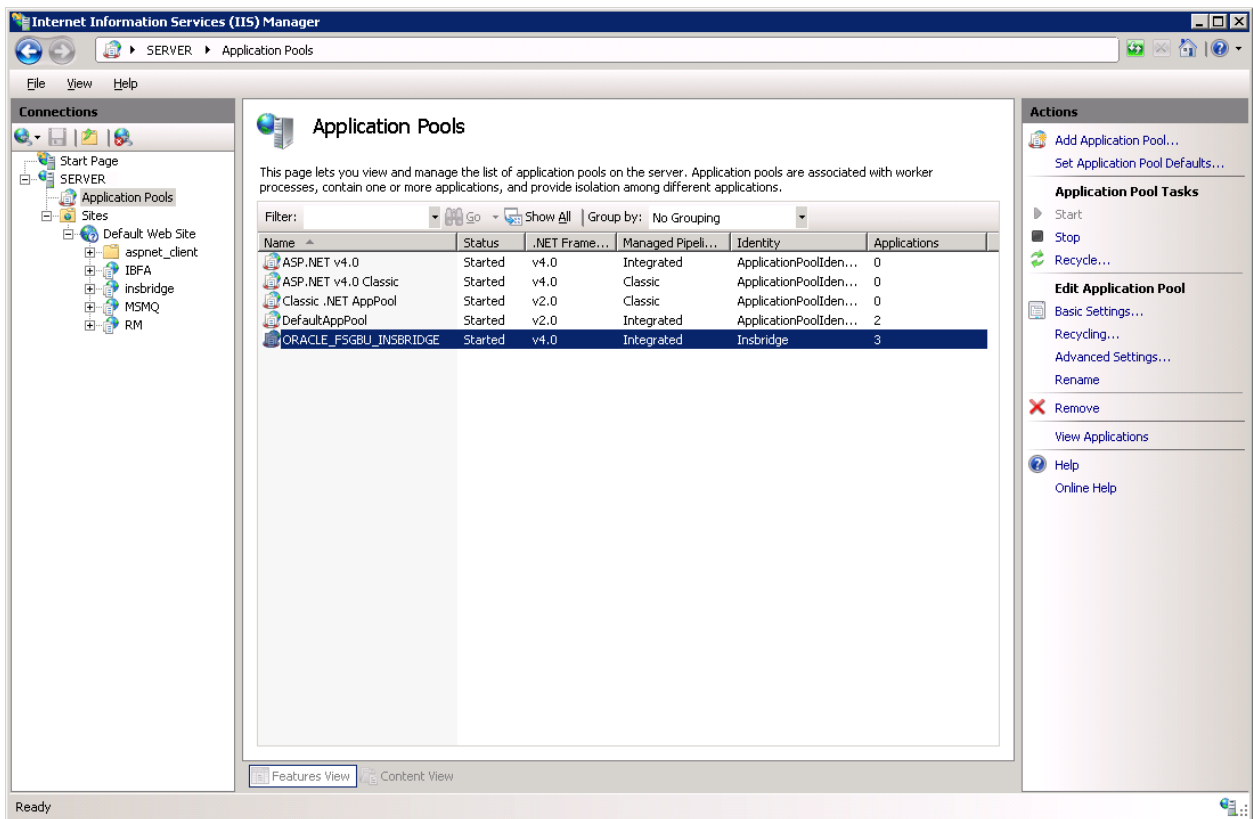 Internet Information Services (IIS) Manager
SERVER Application Pools
File View Help
Connections
Start Page
SERVER
Application Pools
Sites
Default Web Site
aspnet_client
IBFA
insbridge
MSMQ
RM
Application Pools
This page lets you view and manage the list of application pools on the server. Application pools are associated with worker
processes, contain one or more applications, and provide isolation among different applications.
Filter: Go Show All Group by: No Grouping
Name Status .NET Frame... Managed Pipeli... Identity Applications
ASP.NET v4.0 Started v4.0 Integrated ApplicationPoolIden... 0
ASP.NET v4.0 Classic Started v4.0 Classic ApplicationPoolIden... 0
Classic .NET AppPool Started v2.0 Classic ApplicationPoolIden... 0
DefaultAppPool Started v2.0 Integrated ApplicationPoolIden... 2
ORACLE_FSGBU_INSBRIDGE Started v4.0 Integrated Insbridge 3
Features View Content View
Actions
Add Application Pool...
Set Application Pool Defaults...
Application Pool Tasks
Start
Stop
Recycle...
Edit Application Pool
Basic Settings...
Recycling...
Advanced Settings...
Rename
Remove
View Applications
Help
Online Help
Ready